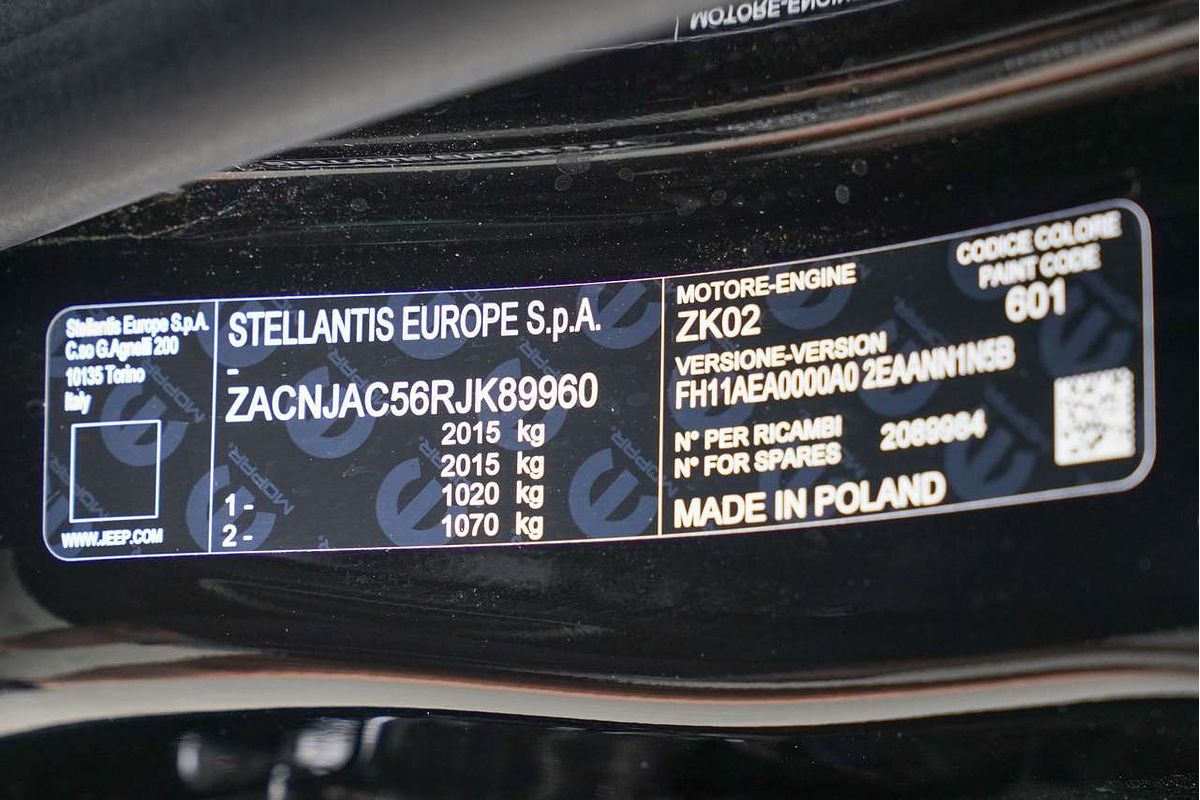 MOTORE-ENGINE
Stellantis Europe S.p.A.
C.so G.Agnelli 200
10135 Torino
Italy
WWW.JEEP.COM
STELLANTIS EUROPE S.p.A.
-
ZACNJAC56RJK89960
2015 kg
2015 kg
1 - 1020 kg
2 - 1070 kg
MOTORE-ENGINE
ZK02
CODICE COLORE
PAINT CODE
601
VERSIONE-VERSION
FH11AEA0000A0 2EAANN1N5B
N° PER RICAMBI
N° FOR SPARES
2089984
MADE IN POLAND
MOPAR